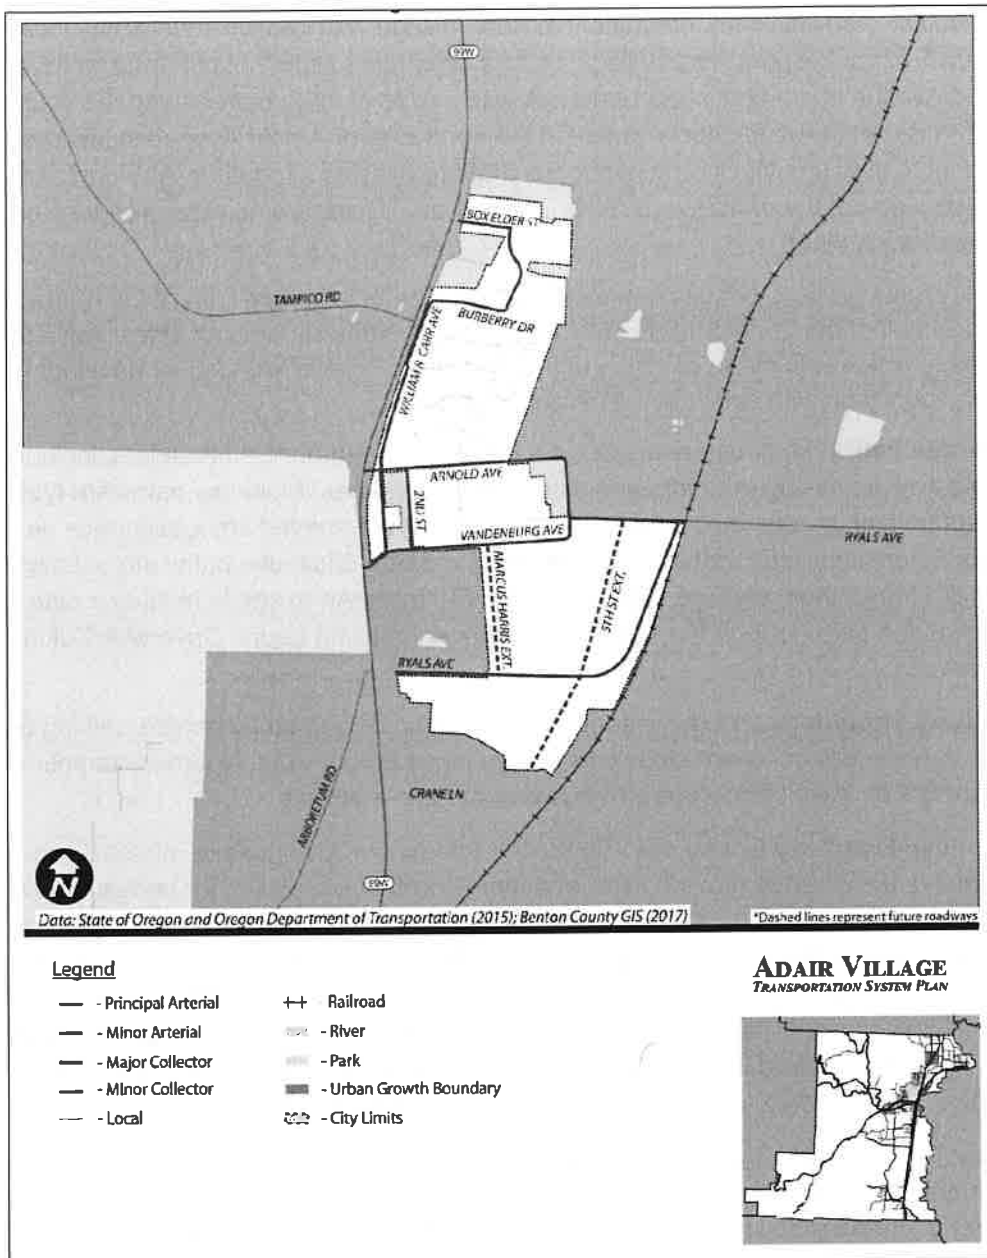 99W
BOX ELDER ST
TAMPICO RD
BURBERRY DR
WILLIAM R CARR AVE
ARNOLD AVE
2ND ST
VANDENBURG AVE
RYALS AVE
MARCUS HARRIS EXT.
5TH ST EXT.
RYALS AVE
ARBORETUM RD
CRANE LN
N
99W
Data: State of Oregon and Oregon Department of Transportation (2015); Benton County GIS (2017)
*Dashed lines represent future roadways
Legend
- Principal Arterial
- Minor Arterial
- Major Collector
- Minor Collector
- Local
Railroad
- River
- Park
- Urban Growth Boundary
- City Limits
ADAIR VILLAGE
TRANSPORTATION SYSTEM PLAN